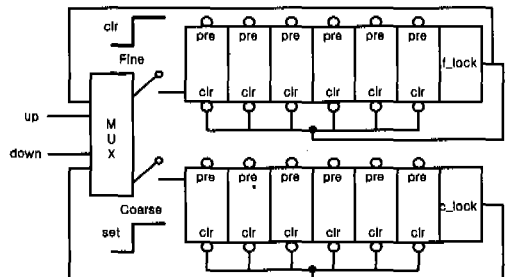 clr
pre pre pre pre pre pre
Fine
f_lock
clr clr clr clr clr clr
up
MUX
down
pre pre pre pre pre pre
Coarse
c_lock
set
clr clr clr clr clr clr